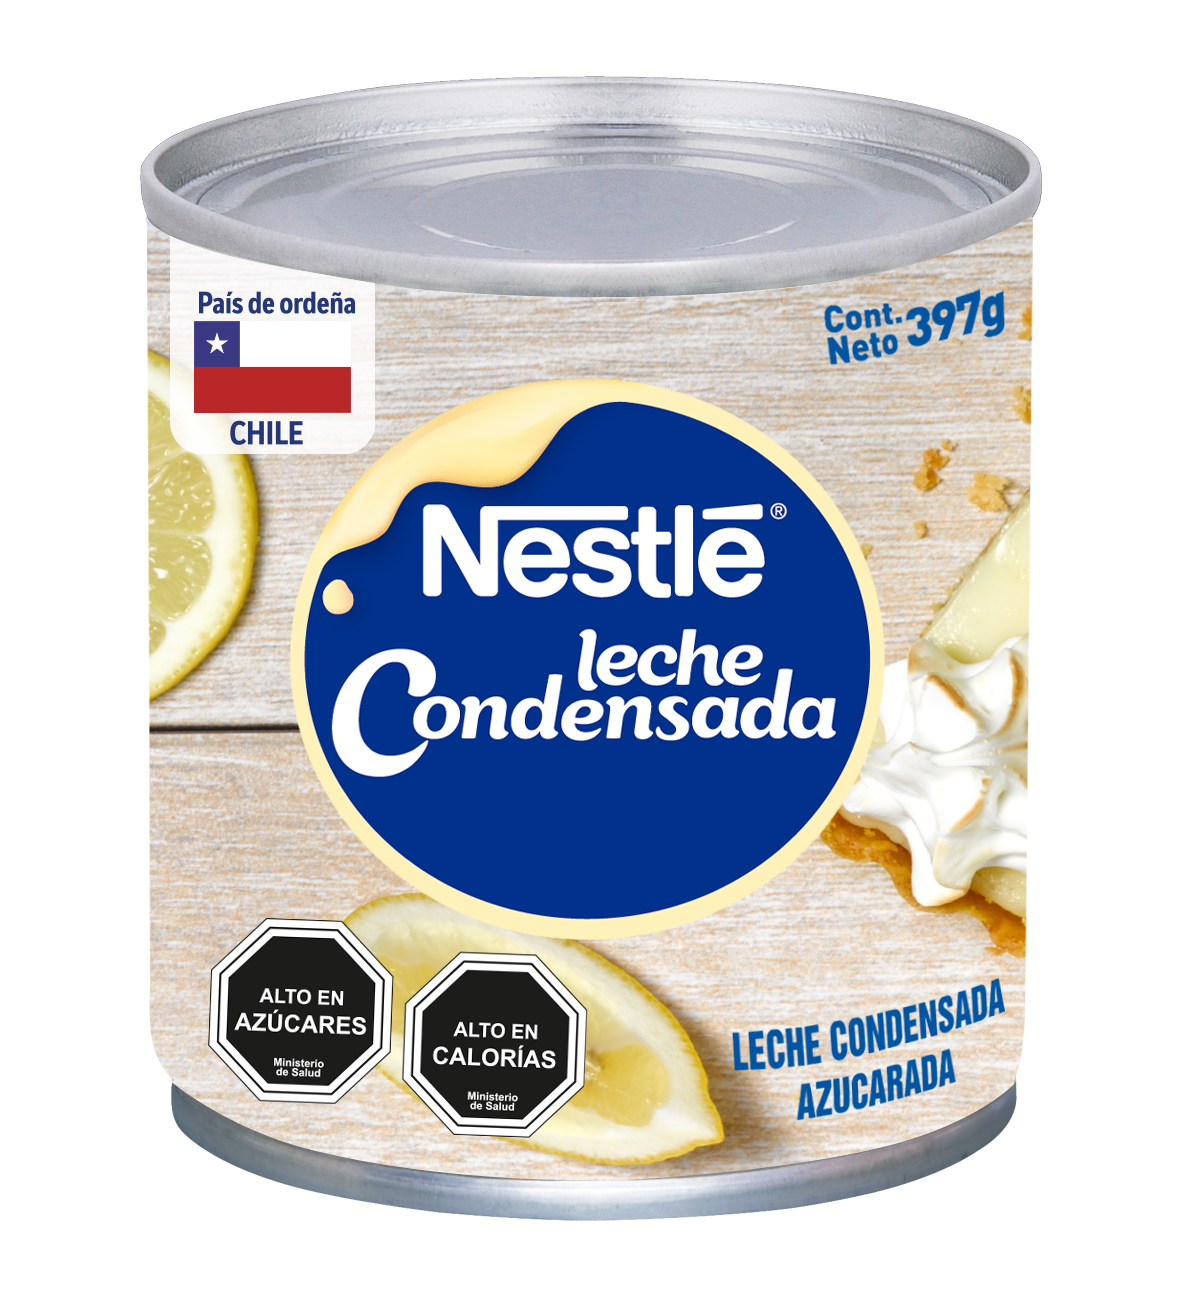 País de ordeña
CHILE
Cont.
Neto 397g
Nestlé®
leche
Condensada
ALTO EN
AZÚCARES
Ministerio
de Salud
ALTO EN
CALORÍAS
Ministerio
de Salud
LECHE CONDENSADA
AZUCARADA